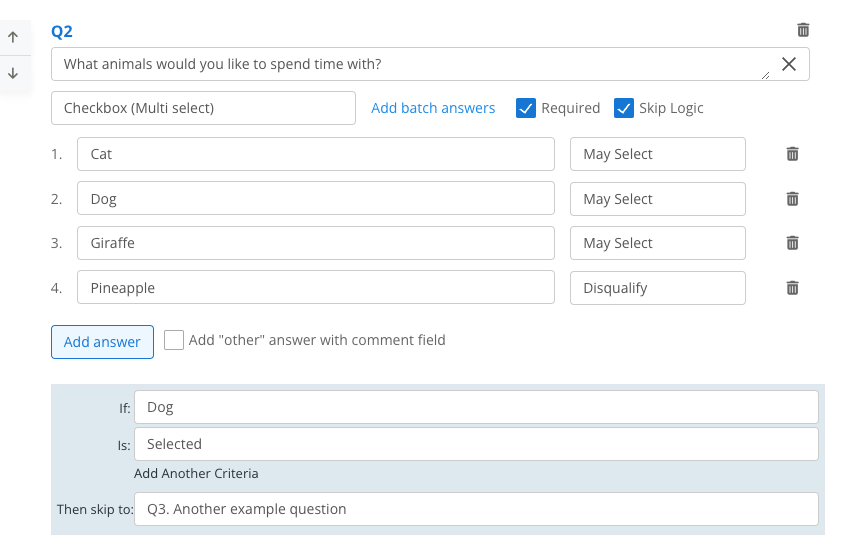 Q2
What animals would you like to spend time with?
Checkbox (Multi select) Add batch answers Required Skip Logic
1. Cat May Select
2. Dog May Select
3. Giraffe May Select
4. Pineapple Disqualify
Add answer Add "other" answer with comment field
If: Dog
Is: Selected
Add Another Criteria
Then skip to: Q3. Another example question